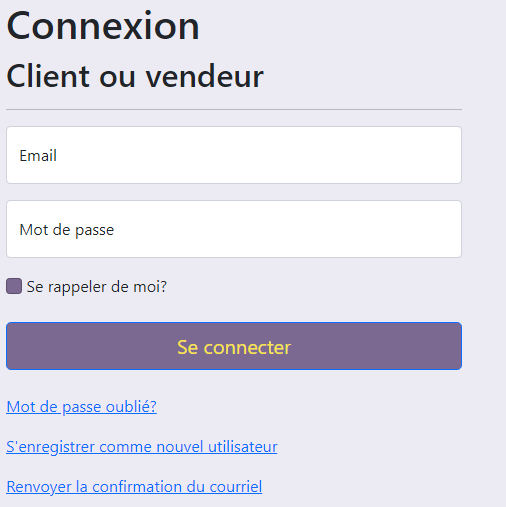 Connexion
Client ou vendeur
Email
Mot de passe
Se rappeler de moi?
Se connecter
Mot de passe oublié?
S'enregistrer comme nouvel utilisateur
Renvoyer la confirmation du courriel